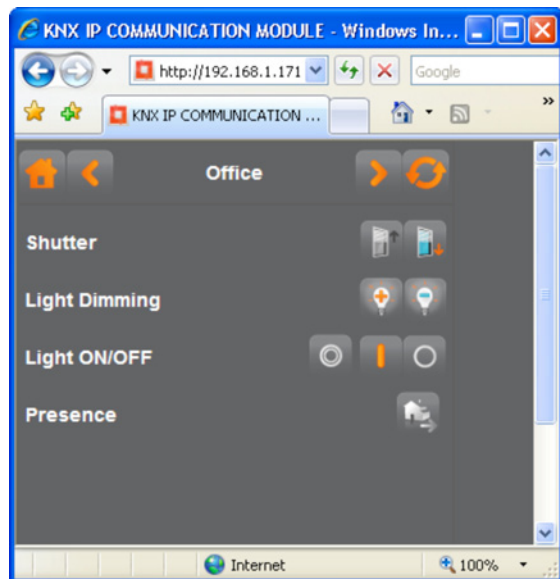 KNX IP COMMUNICATION MODULE - Windows In...
http://192.168.1.171
Google
KNX IP COMMUNICATION ...
»
Office
Shutter
Light Dimming
Light ON/OFF
Presence
Internet
100%